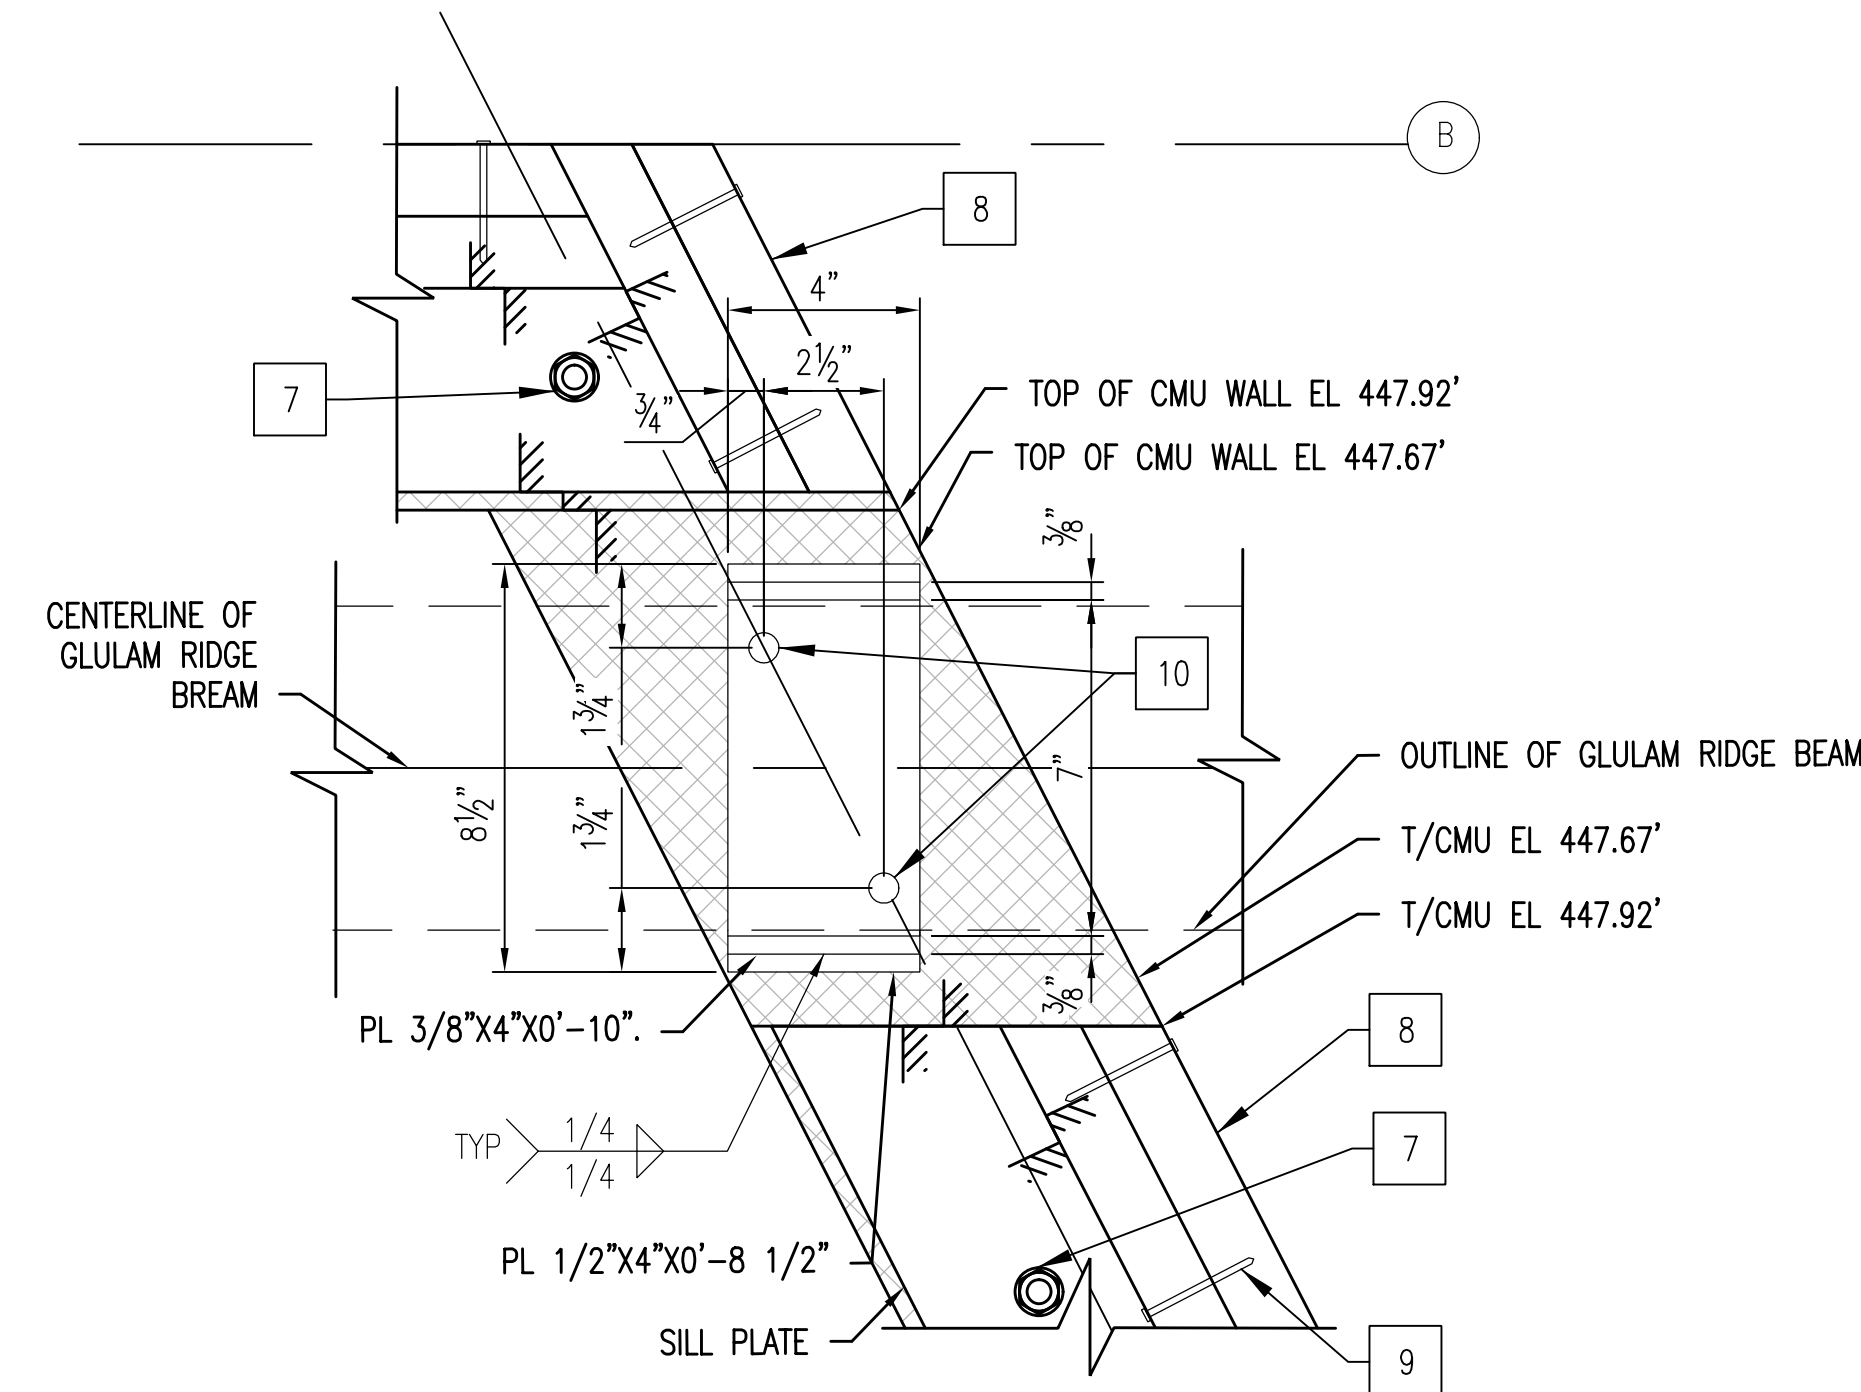 B
8
4”
2½”
7
¾”
TOP OF CMU WALL EL 447.92’
TOP OF CMU WALL EL 447.67’
⅜”
CENTERLINE OF
GLULAM RIDGE
BREAM
10
1¾”
7”
OUTLINE OF GLULAM RIDGE BEAM
8½”
1¾”
T/CMU EL 447.67’
T/CMU EL 447.92’
⅜”
PL 3/8”X4”X0’-10”.
8
TYP
1/4
1/4
7
PL 1/2”X4”X0’-8 1/2”
SILL PLATE
9